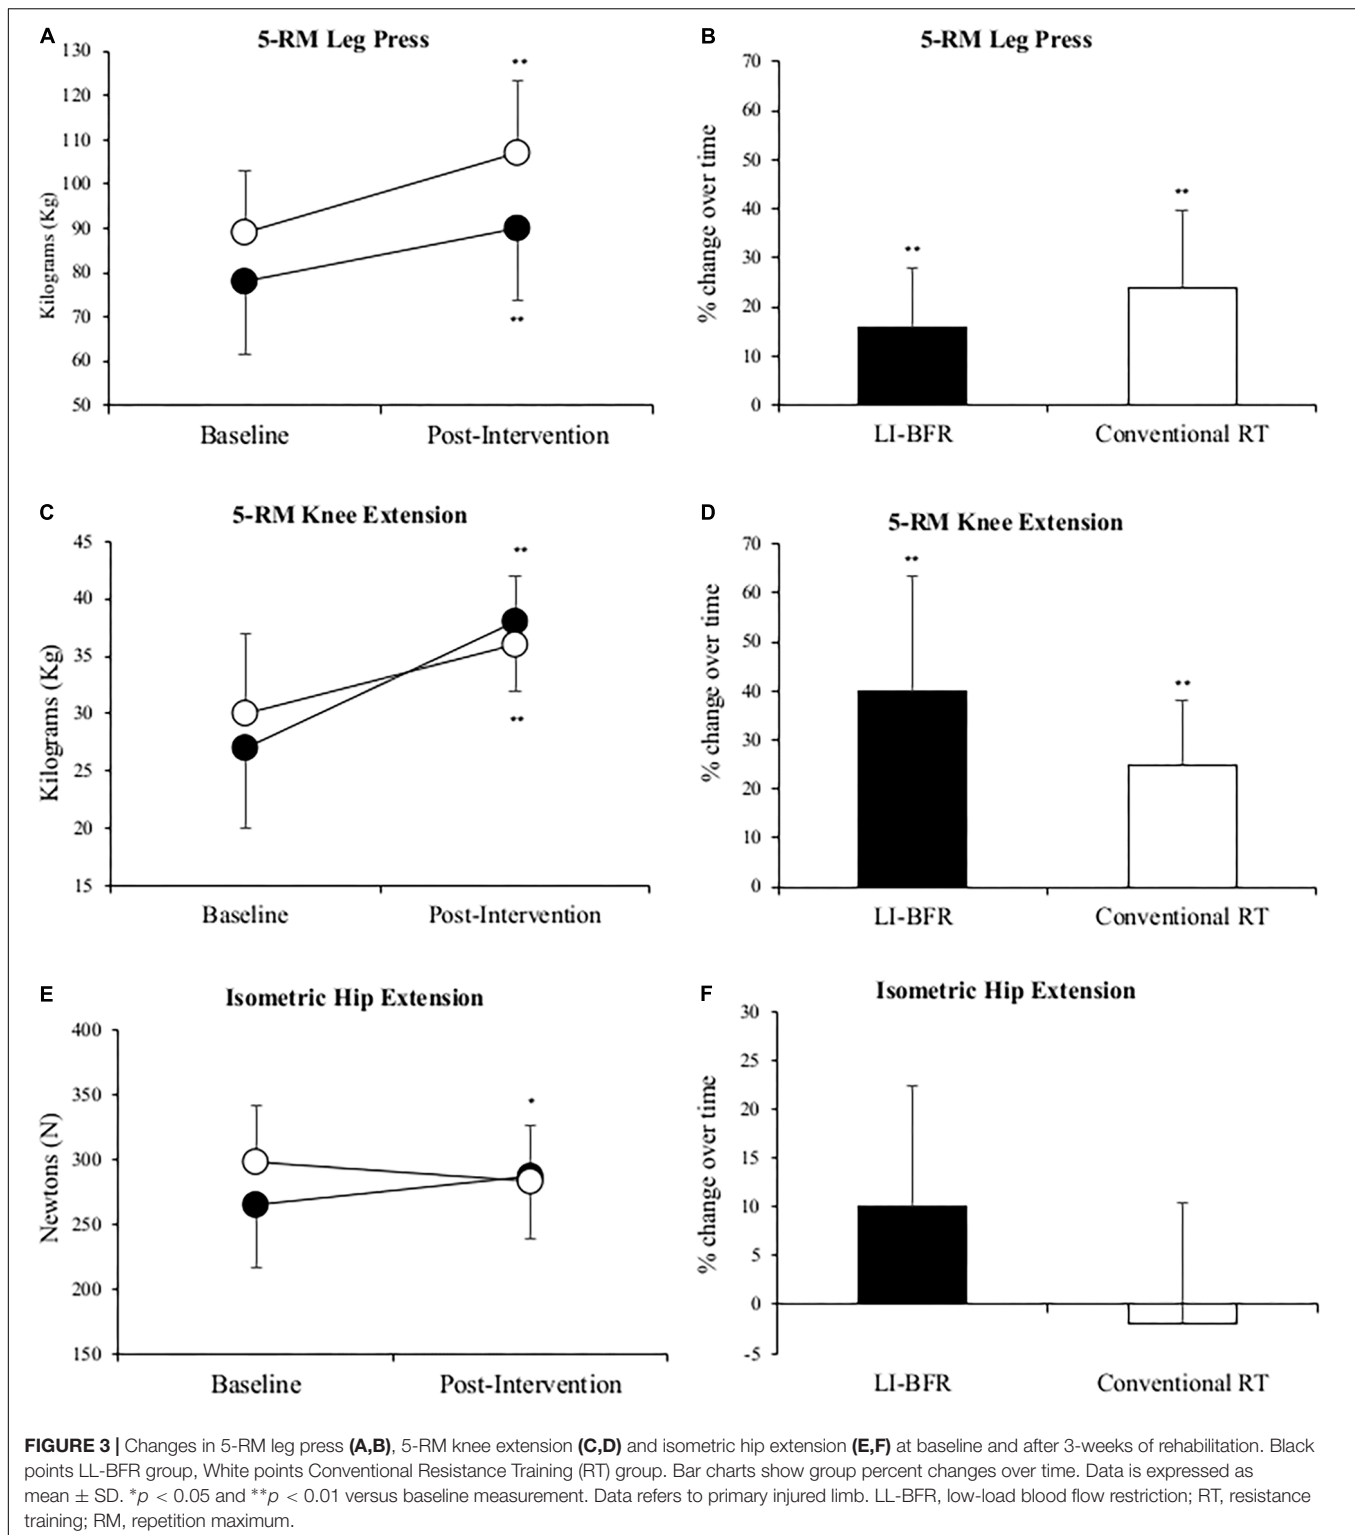 A
5-RM Leg Press
130
120
110
100
90
80
70
60
50
Kilograms (Kg)
**
**
Baseline
Post-Intervention
B
5-RM Leg Press
70
60
50
40
30
20
10
0
% change over time
**
**
LI-BFR
Conventional RT
C
5-RM Knee Extension
45
40
35
30
25
20
15
Kilograms (Kg)
**
**
Baseline
Post-Intervention
D
5-RM Knee Extension
70
60
50
40
30
20
10
0
% change over time
**
**
LI-BFR
Conventional RT
E
Isometric Hip Extension
400
350
300
250
200
150
Newtons (N)
*
Baseline
Post-Intervention
F
Isometric Hip Extension
30
25
20
15
10
5
0
-5
% change over time
LI-BFR
Conventional RT
FIGURE 3 | Changes in 5-RM leg press (A,B), 5-RM knee extension (C,D) and isometric hip extension (E,F) at baseline and after 3-weeks of rehabilitation. Black
points LL-BFR group, White points Conventional Resistance Training (RT) group. Bar charts show group percent changes over time. Data is expressed as
mean ± SD. *p < 0.05 and **p < 0.01 versus baseline measurement. Data refers to primary injured limb. LL-BFR, low-load blood flow restriction; RT, resistance
training; RM, repetition maximum.